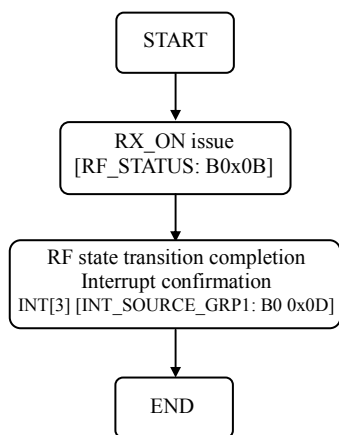 START
RX_ON issue
[RF_STATUS: B0x0B]
RF state transition completion
Interrupt confirmation
INT[3] [INT_SOURCE_GRP1: B0 0x0D]
END